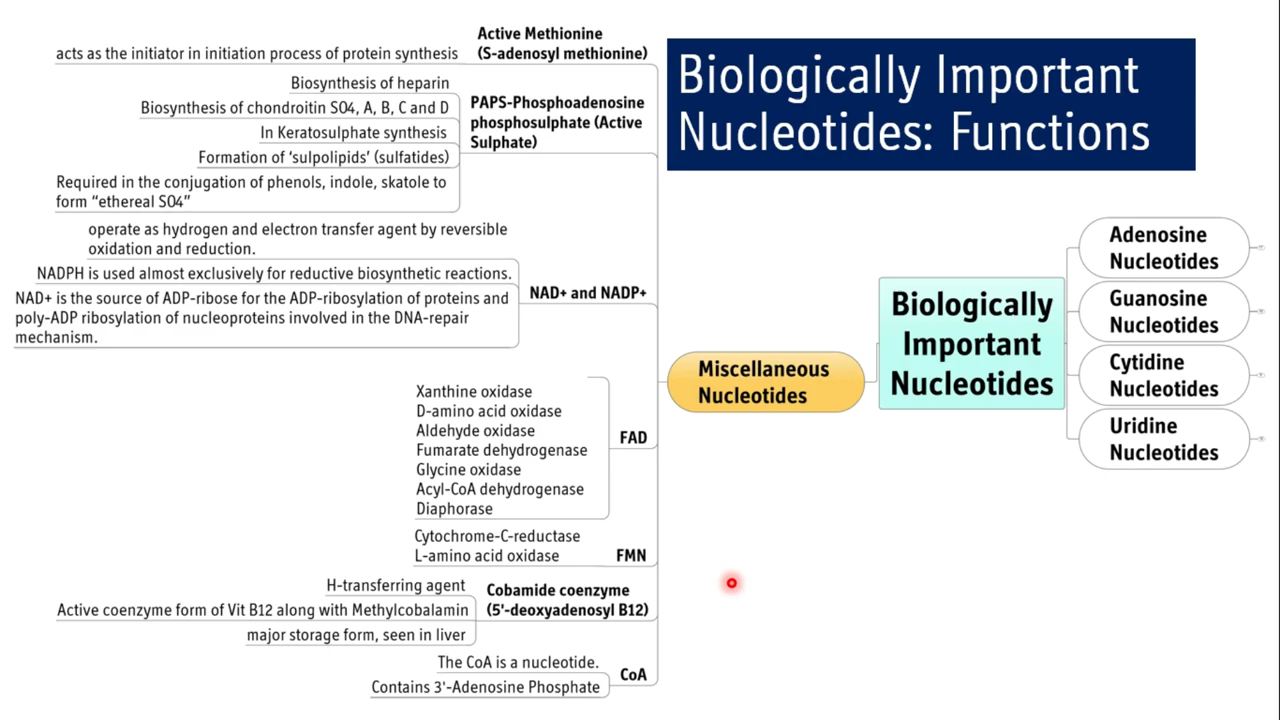 Biologically Important
Nucleotides: Functions
Active Methionine
(S-adenosyl methionine)
acts as the initiator in initiation process of protein synthesis
PAPS-Phosphoadenosine
phosphosulphate (Active
Sulphate)
Biosynthesis of heparin
Biosynthesis of chondroitin S04, A, B, C and D
In Keratosulphate synthesis
Formation of ‘sulpolipids’ (sulfatides)
Required in the conjugation of phenols, indole, skatole to
form “ethereal S04”
NAD+ and NADP+
operate as hydrogen and electron transfer agent by reversible
oxidation and reduction.
NADPH is used almost exclusively for reductive biosynthetic reactions.
NAD+ is the source of ADP-ribose for the ADP-ribosylation of proteins and
poly-ADP ribosylation of nucleoproteins involved in the DNA-repair
mechanism.
FAD
Xanthine oxidase
D-amino acid oxidase
Aldehyde oxidase
Fumarate dehydrogenase
Glycine oxidase
Acyl-CoA dehydrogenase
Diaphorase
FMN
Cytochrome-C-reductase
L-amino acid oxidase
Cobamide coenzyme
(5'-deoxyadenosyl B12)
H-transferring agent
Active coenzyme form of Vit B12 along with Methylcobalamin
major storage form, seen in liver
CoA
The CoA is a nucleotide.
Contains 3'-Adenosine Phosphate
Miscellaneous
Nucleotides
Biologically
Important
Nucleotides
Adenosine
Nucleotides
Guanosine
Nucleotides
Cytidine
Nucleotides
Uridine
Nucleotides